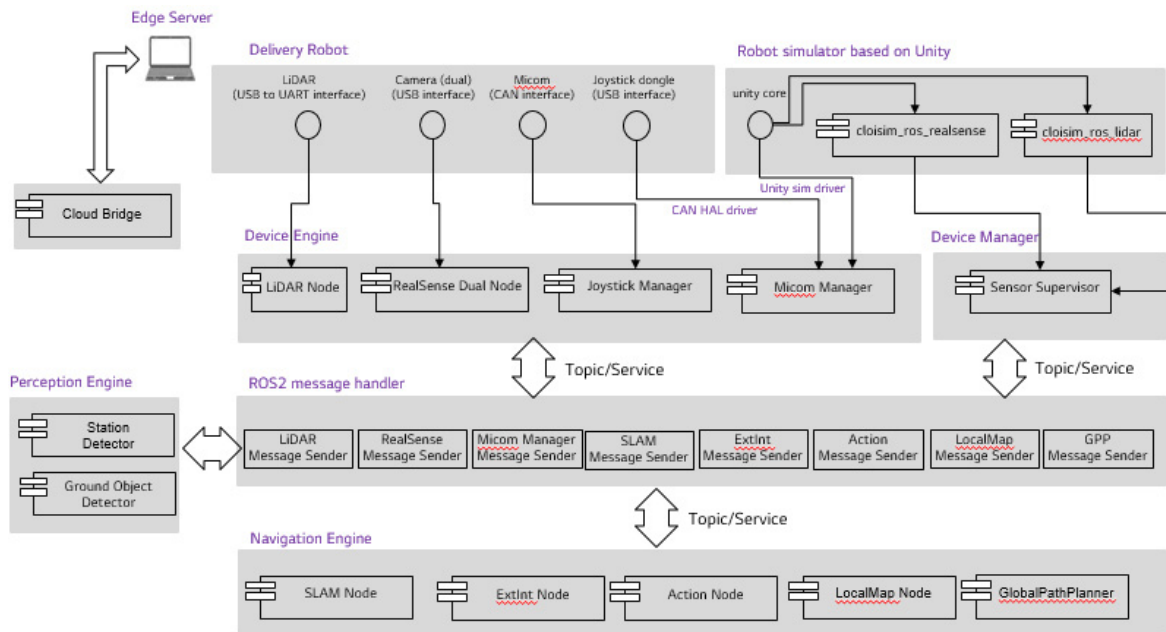 Edge Server
Delivery Robot
Robot simulator based on Unity
LiDAR
(USB to UART interface)
Camera (dual)
(USB interface)
Micom
(CAN interface)
Joystick dongle
(USB interface)
unity core
cloisim_ros_realsense
cloisim_ros_lidar
Cloud Bridge
Unity sim driver
CAN HAL driver
Device Engine
Device Manager
LiDAR Node
RealSense Dual Node
Joystick Manager
Micom Manager
Sensor Supervisor
Topic/Service
Topic/Service
Perception Engine
ROS2 message handler
Station
Detector
Ground Object
Detector
LiDAR
Message Sender
RealSense
Message Sender
Micom Manager
Message Sender
SLAM
Message Sender
ExtInt
Message Sender
Action
Message Sender
LocalMap
Message Sender
GPP
Message Sender
Topic/Service
Navigation Engine
SLAM Node
ExtInt Node
Action Node
LocalMap Node
GlobalPathPlanner